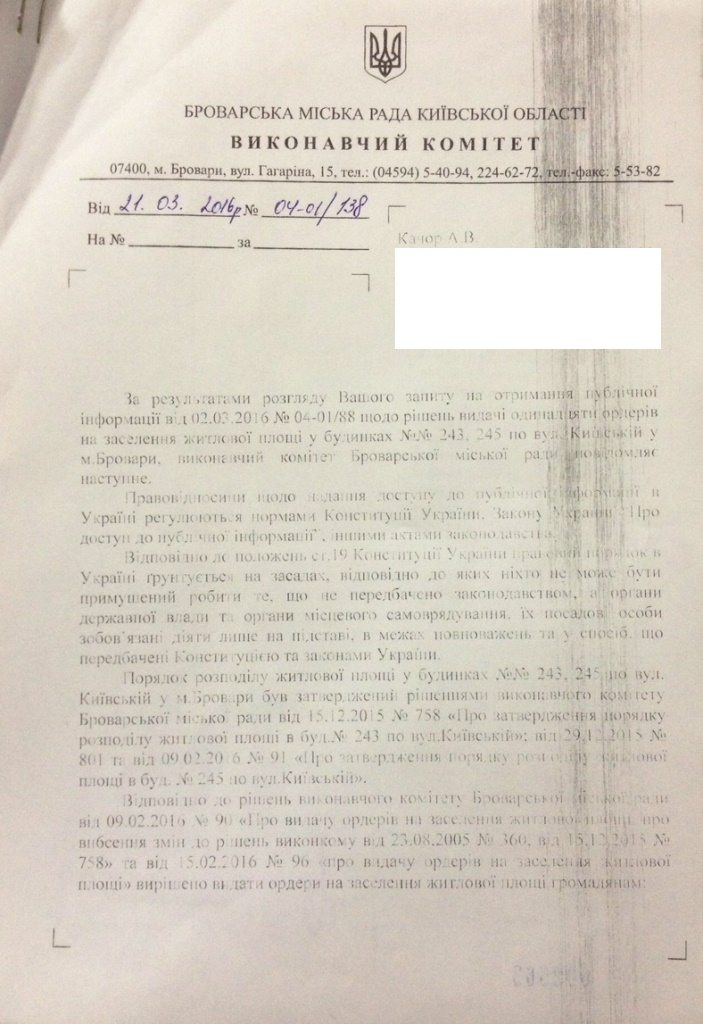 БРОВАРСЬКА МІСЬКА РАДА КИЇВСЬКОЇ ОБЛАСТІ
ВИКОНАВЧИЙ КОМІТЕТ
07400, м. Бровари, вул. Гагаріна, 15, тел.: (04594) 5-40-94, 224-62-72, тел.-факс: 5-53-82
Від 21. 03. 2016р № 04-01/138
На № за
Качор А.В
За результатами розгляду Вашого запиту на отримання публічної
інформації від 02.03.2016 № 04-01/88 щодо рішень видачі одинадцяти ордерів
на заселення житлової площі у будинках №№ 243, 245 по вул. Київській у
м.Бровари, виконавчий комітет Броварської міської ради повідомляє
наступне.
Правовідносини щодо надання доступу до публічної інформації в
Україні регулюються нормами Конституції України, Закону України "Про
доступ до публічної інформації", іншими актами законодавства.
Відповідно до положень ст.19 Конституції України правовий порядок в
Україні ґрунтується на засадах, відповідно до яких ніхто не може бути
примушений робити те, що не передбачено законодавством, а органи
державної влади та органи місцевого самоврядування, їх посадові особи
зобов'язані діяти лише на підставі, в межах повноважень та у спосіб, що
передбачені Конституцією та законами України.
Порядок розподілу житлової площі у будинках №№ 243, 245 по вул.
Київській у м.Бровари був затверджений рішеннями виконавчого комітету
Броварської міської ради від 15.12.2015 № 758 «Про затвердження порядку
розподілу житлової площі в буд.№ 243 по вул.Київській»; від 29.12.2015 №
801 та від 09.02.2016 № 91 «Про затвердження порядку розподілу житлової
площі в буд. № 245 по вул.Київській».
Відповідно до рішень виконавчого комітету Броварської міської ради
від 09.02.2016 № 90 «Про видачу ордерів на заселення житлової площі, про
внесення змін до рішень виконкому від 23.08.2005 № 360, від 15.12.2015 №
758» та від 15.02.2016 № 96 «про видачу ордерів на заселення житлової
площі» вирішено видати ордери на заселення житлової площі громадянам: